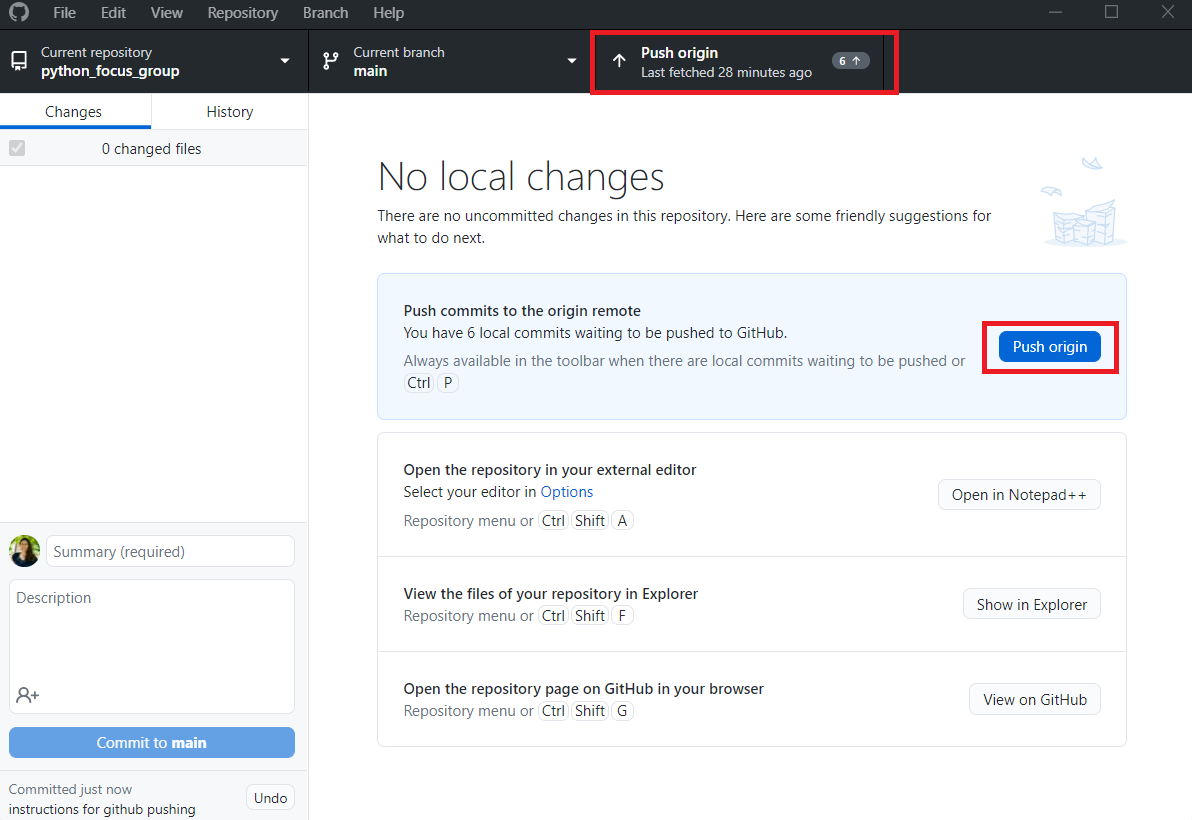 File Edit View Repository Branch Help
Current repository
python_focus_group
Current branch
main
Push origin
Last fetched 28 minutes ago
6
Changes
History
0 changed files
No local changes
There are no uncommitted changes in this repository. Here are some friendly suggestions for
what to do next.
Push commits to the origin remote
You have 6 local commits waiting to be pushed to GitHub.
Always available in the toolbar when there are local commits waiting to be pushed or
Ctrl P
Push origin
Open the repository in your external editor
Select your editor in Options
Repository menu or Ctrl Shift A
Open in Notepad++
View the files of your repository in Explorer
Repository menu or Ctrl Shift F
Show in Explorer
Open the repository page on GitHub in your browser
Repository menu or Ctrl Shift G
View on GitHub
Summary (required)
Description
Commit to main
Committed just now
instructions for github pushing
Undo